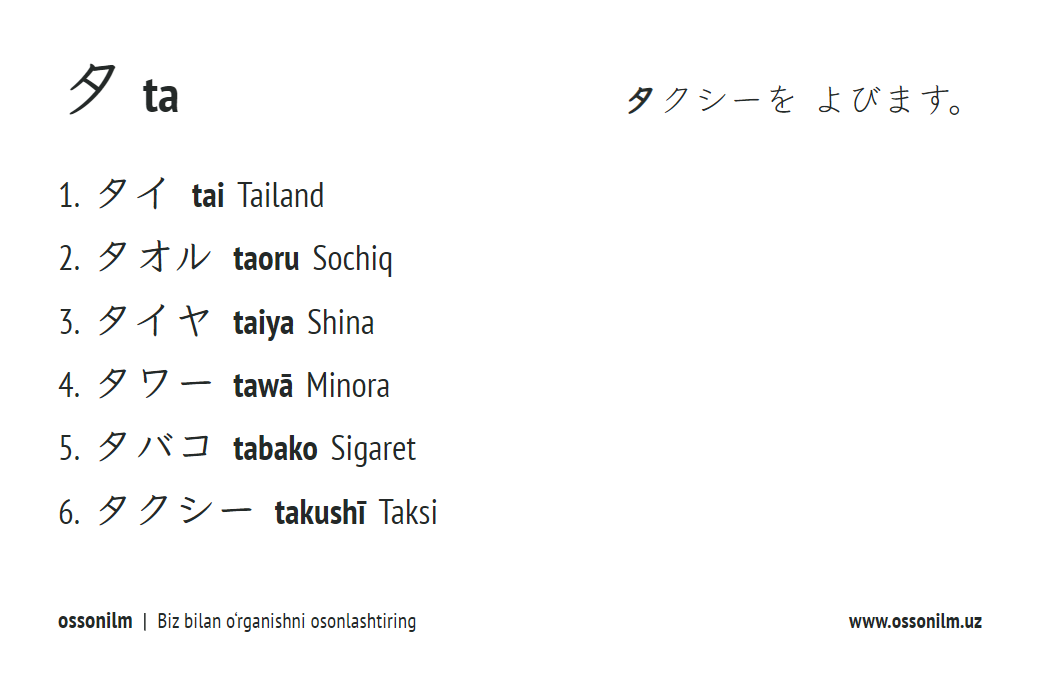 タ ta
タクシーを よびます。
1. タイ tai Tailand
2. タオル taoru Sochiq
3. タイヤ taiya Shina
4. タワー tawā Minora
5. タバコ tabako Sigaret
6. タクシー takushī Taksi
ossonilm | Biz bilan o‘rganishni osonlashtiring
www.ossonilm.uz